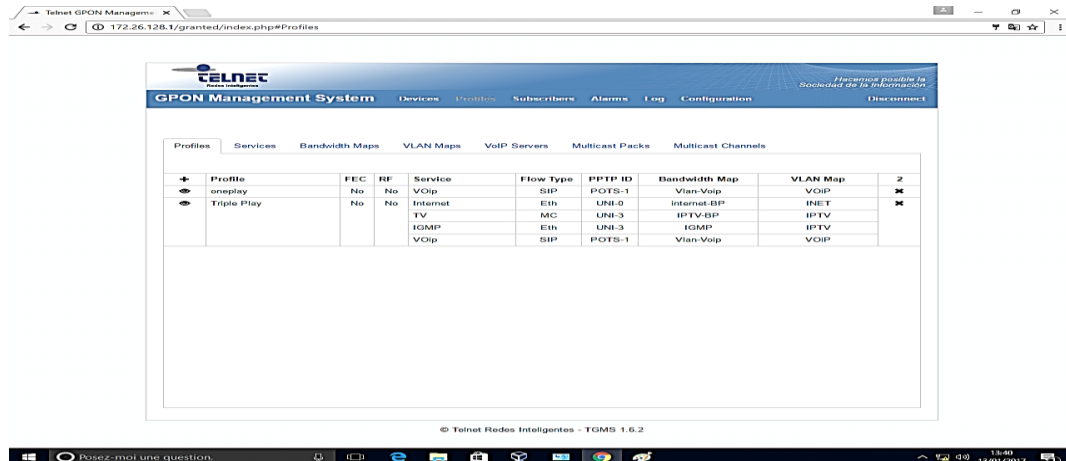 Telnet GPON Manageme
172.26.128.1/granted/index.php#Profiles
TELNET
Redes Inteligentes
Hacemos posible la
Sociedad de la Información
GPON Management System Devices Profiles Subscribers Alarms Log Configuration Disconnect
Profiles Services Bandwidth Maps VLAN Maps VoIP Servers Multicast Packs Multicast Channels
Profile FEC RF Service Flow Type PPTP ID Bandwidth Map VLAN Map 2
oneplay No No VOip SIP POTS-1 Vlan-Voip VOIP
Triple Play No No Internet Eth UNI-0 internet-BP INET
TV MC UNI-3 IPTV-BP IPTV
IGMP Eth UNI-3 IGMP IPTV
VOip SIP POTS-1 Vlan-Voip VOIP
© Telnet Redes Inteligentes - TGMS 1.6.2
Posez-moi une question.
13:40
13/01/2017